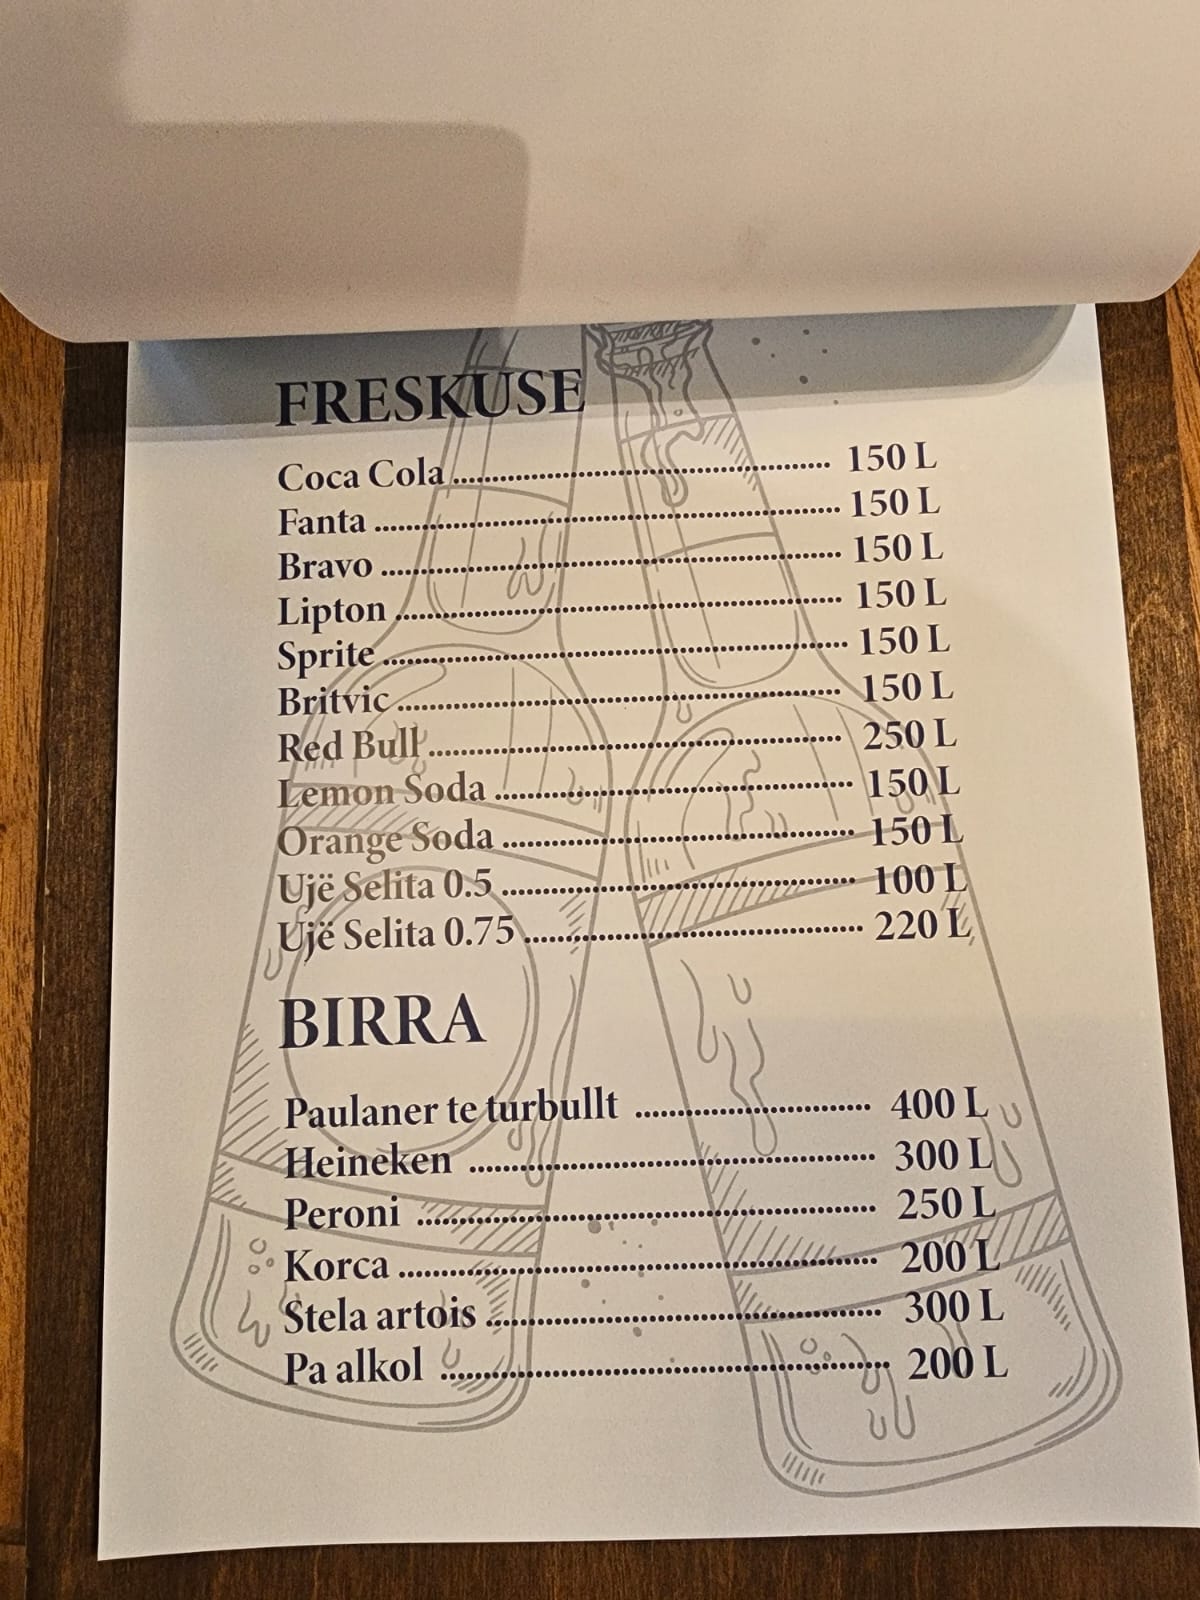 FRESKUSE
Coca Cola ........................ 150 L
Fanta ........................ 150 L
Bravo ........................ 150 L
Lipton ........................ 150 L
Sprite ........................ 150 L
Britvic ........................ 150 L
Red Bull ........................ 250 L
Lemon Soda ........................ 150 L
Orange Soda ........................ 150 L
Ujë Selita 0.5 ........................ 100 L
Ujë Selita 0.75 ........................ 220 L
BIRRA
Paulaner te turbullt ........................ 400 L
Heineken ........................ 300 L
Peroni ........................ 250 L
Korca ........................ 200 L
Stela artois ........................ 300 L
Pa alkol ........................ 200 L